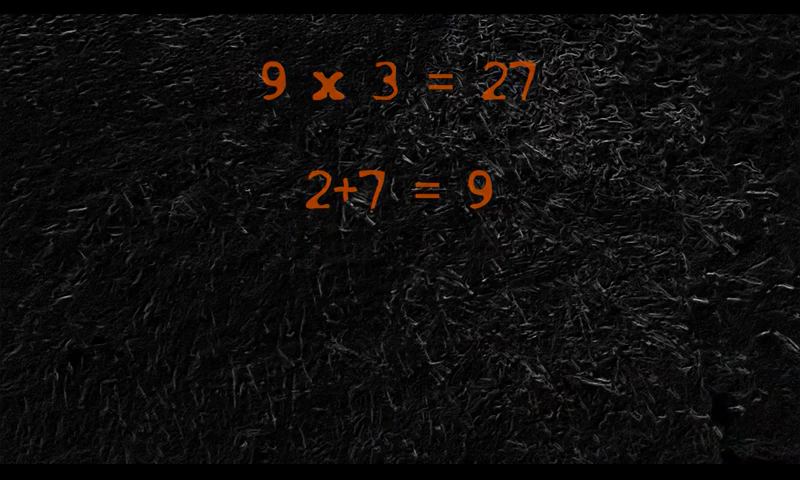 9 x 3 = 27
2+7 = 9